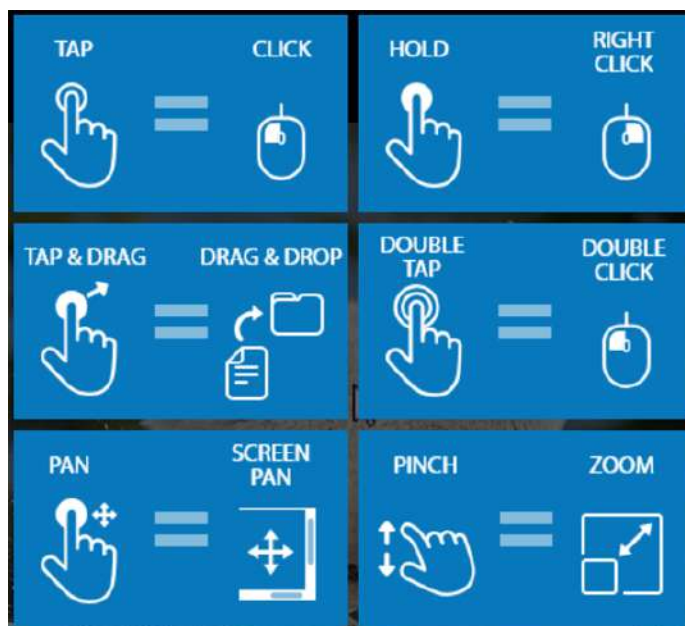 TAP
CLICK
HOLD
RIGHT
CLICK
TAP & DRAG
DRAG & DROP
DOUBLE
TAP
DOUBLE
CLICK
PAN
SCREEN
PAN
PINCH
ZOOM